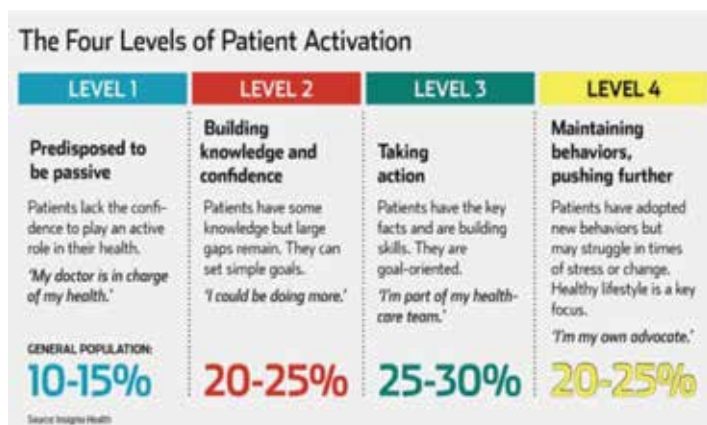 The Four Levels of Patient Activation
LEVEL 1
Predisposed to
be passive
Patients lack the confi-
dence to play an active
role in their health.
'My doctor is in charge
of my health.'
GENERAL POPULATION:
10-15%
LEVEL 2
Building
knowledge and
confidence
Patients have some
knowledge but large
gaps remain. They can
set simple goals.
'I could be doing more.'
20-25%
LEVEL 3
Taking
action
Patients have the key
facts and are building
skills. They are
goal-oriented.
'I'm part of my health-
care team.'
25-30%
LEVEL 4
Maintaining
behaviors,
pushing further
Patients have adopted
new behaviors but
may struggle in times
of stress or change.
Healthy lifestyle is a key
focus.
'I'm my own advocate.'
20-25%
Source: Insignia Health